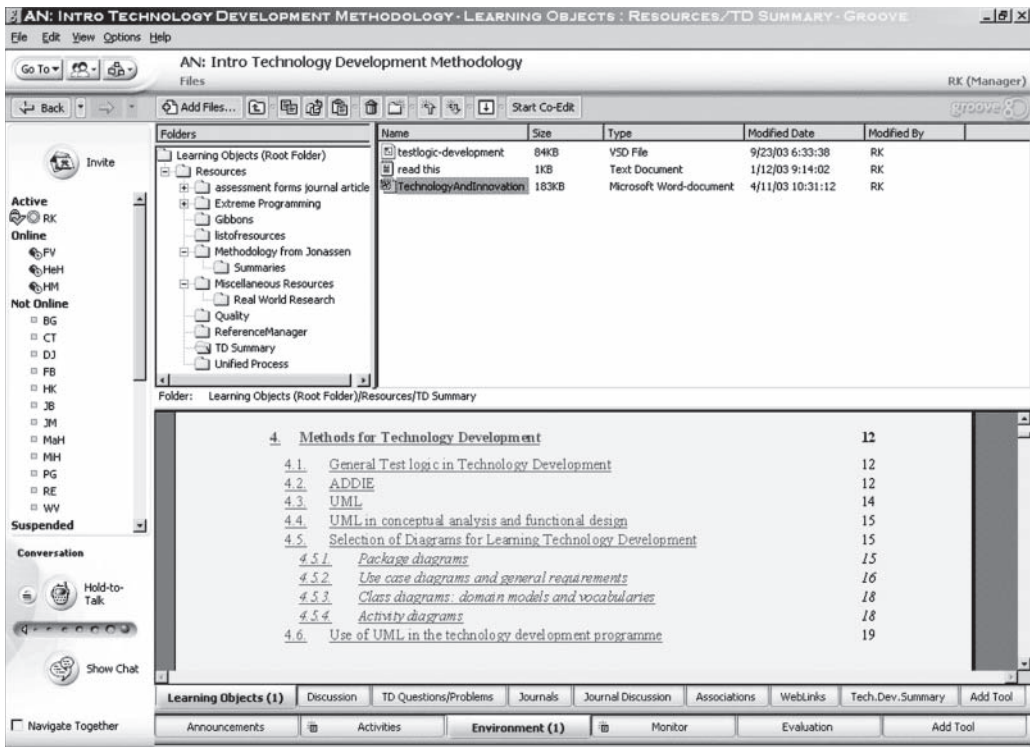 AN: INTRO TECHNOLOGY DEVELOPMENT METHODOLOGY - LEARNING OBJECTS : RESOURCES/TD SUMMARY - GROOVE
File Edit View Options Help
Go To
AN: Intro Technology Development Methodology
Files
RK (Manager)
Back
Add Files...
Start Co-Edit
groove
Invite
Active
RK
Online
FV
HeH
HM
Not Online
BG
CT
DJ
FB
HK
JB
JM
MaH
MiH
PG
RE
WV
Suspended
Conversation
Hold-to-
Talk
Show Chat
Navigate Together
Folders
Learning Objects (Root Folder)
Resources
assessment forms journal article
Extreme Programming
Gibbons
listofresources
Methodology from Jonassen
Summaries
Miscellaneous Resources
Real World Research
Quality
ReferenceManager
TD Summary
Unified Process
Name Size Type Modified Date Modified By
testlogic-development 84KB VSD File 9/23/03 6:33:38 RK
read this 1KB Text Document 1/12/03 9:14:02 RK
TechnologyAndInnovation 183KB Microsoft Word-document 4/11/03 10:31:12 RK
Folder: Learning Objects (Root Folder)/Resources/TD Summary
4. Methods for Technology Development 12
4.1. General Test logic in Technology Development 12
4.2. ADDIE 12
4.3. UML 14
4.4. UML in conceptual analysis and functional design 15
4.5. Selection of Diagrams for Learning Technology Development 15
4.5.1. Package diagrams 15
4.5.2. Use case diagrams and general requirements 16
4.5.3. Class diagrams: domain models and vocabularies 18
4.5.4. Activity diagrams 18
4.6. Use of UML in the technology development programme 19
Learning Objects (1) Discussion TD Questions/Problems Journals Journal Discussion Associations WebLinks Tech.Dev.Summary Add Tool
Announcements Activities Environment (1) Monitor Evaluation Add Tool